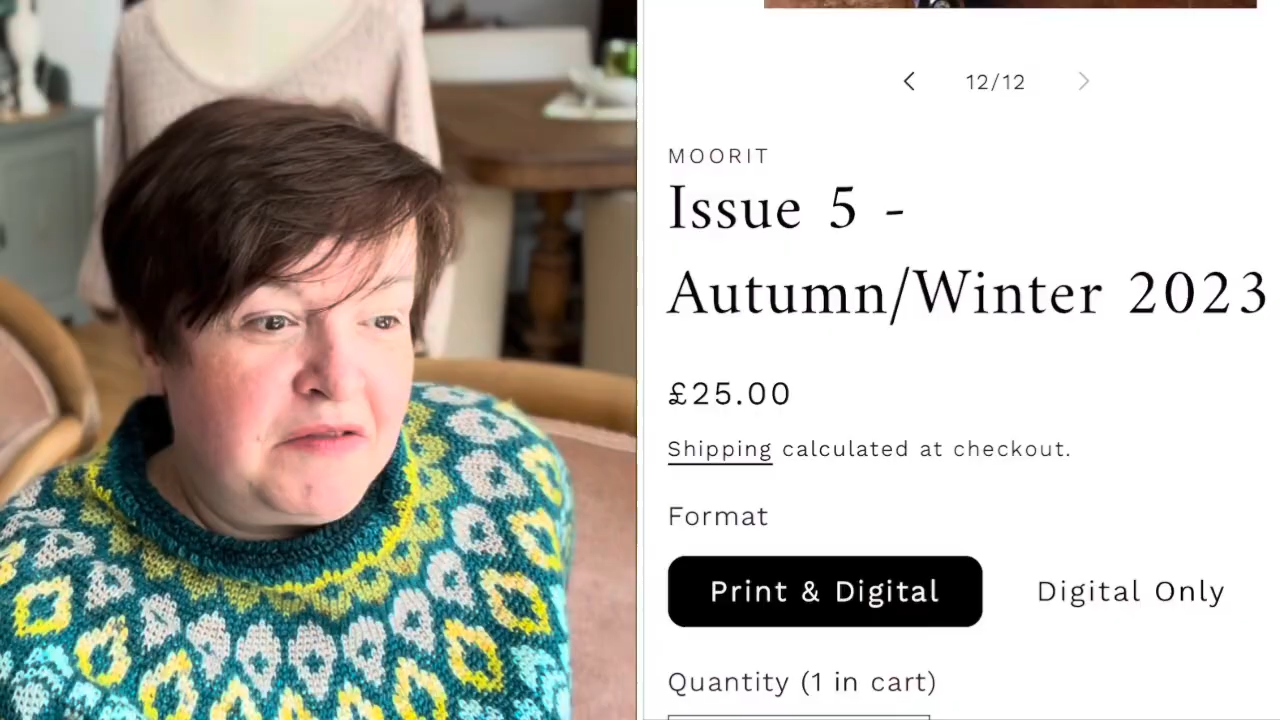 12/12
MOORIT
Issue 5 -
Autumn/Winter 2023
£25.00
Shipping calculated at checkout.
Format
Print & Digital
Digital Only
Quantity (1 in cart)